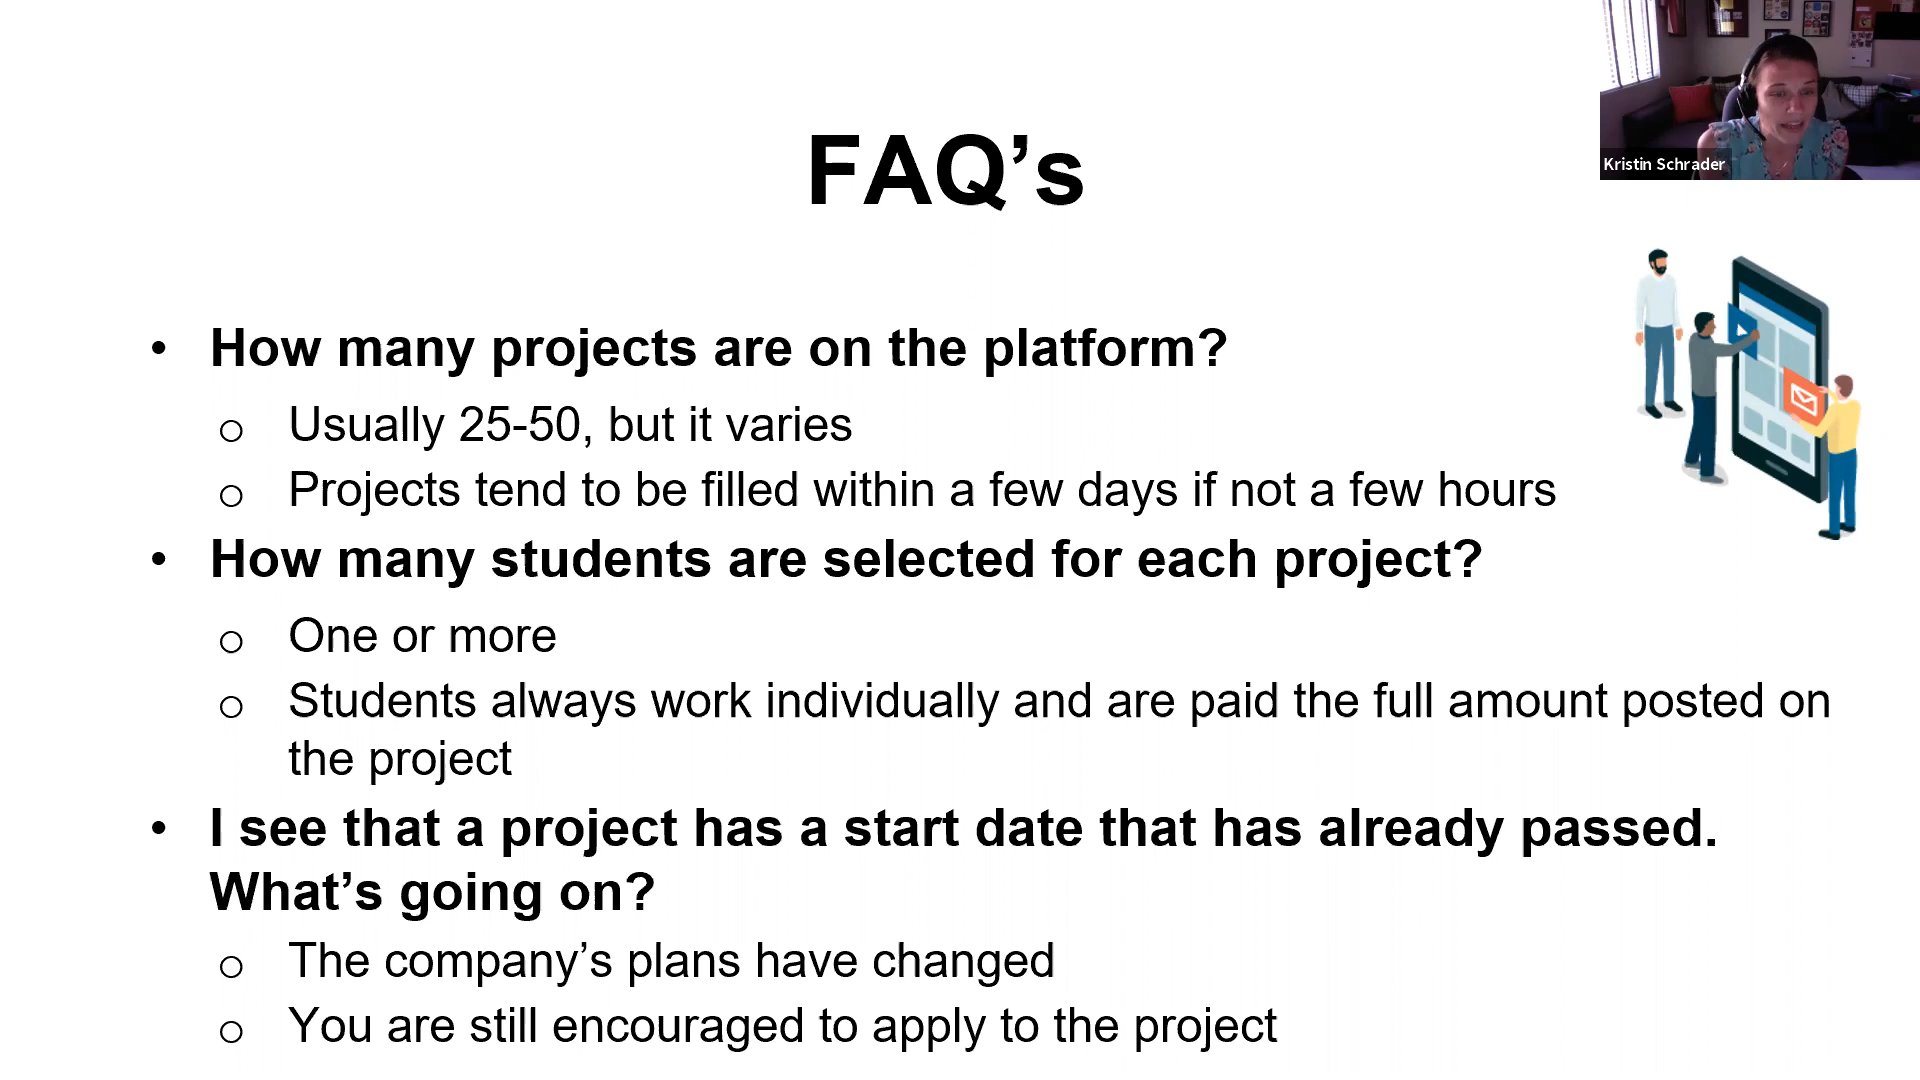 FAQ’s
Kristin Schrader
• How many projects are on the platform?
o Usually 25-50, but it varies
o Projects tend to be filled within a few days if not a few hours
• How many students are selected for each project?
o One or more
o Students always work individually and are paid the full amount posted on
the project
• I see that a project has a start date that has already passed.
What’s going on?
o The company’s plans have changed
o You are still encouraged to apply to the project